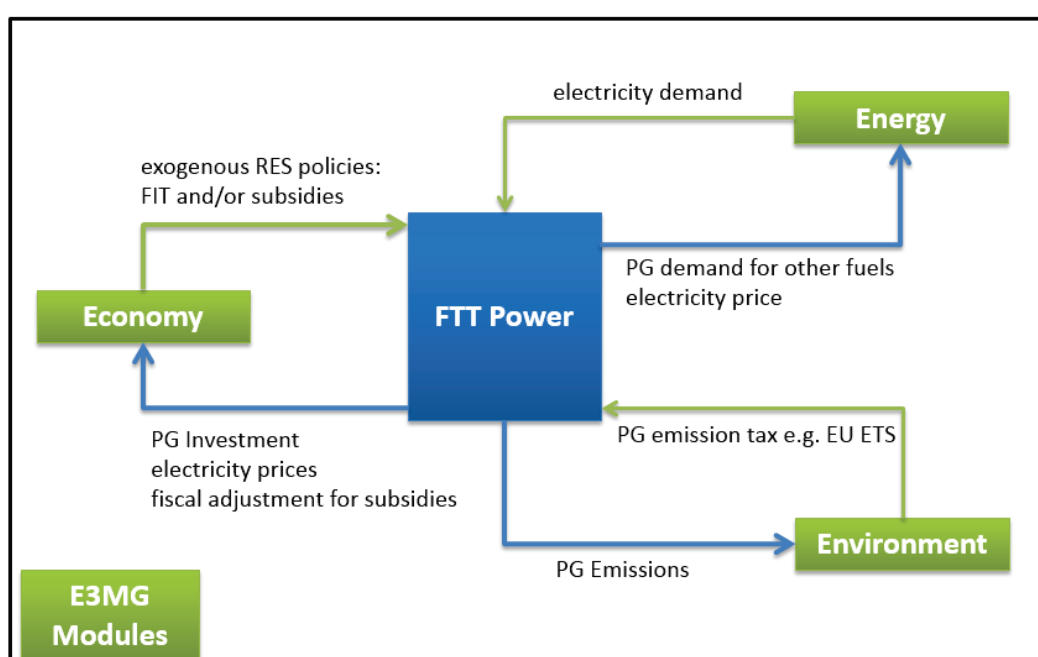 electricity demand
Energy
exogenous RES policies:
FIT and/or subsidies
PG demand for other fuels
electricity price
Economy
FTT Power
PG Investment
electricity prices
fiscal adjustment for subsidies
PG emission tax e.g. EU ETS
Environment
PG Emissions
E3MG
Modules